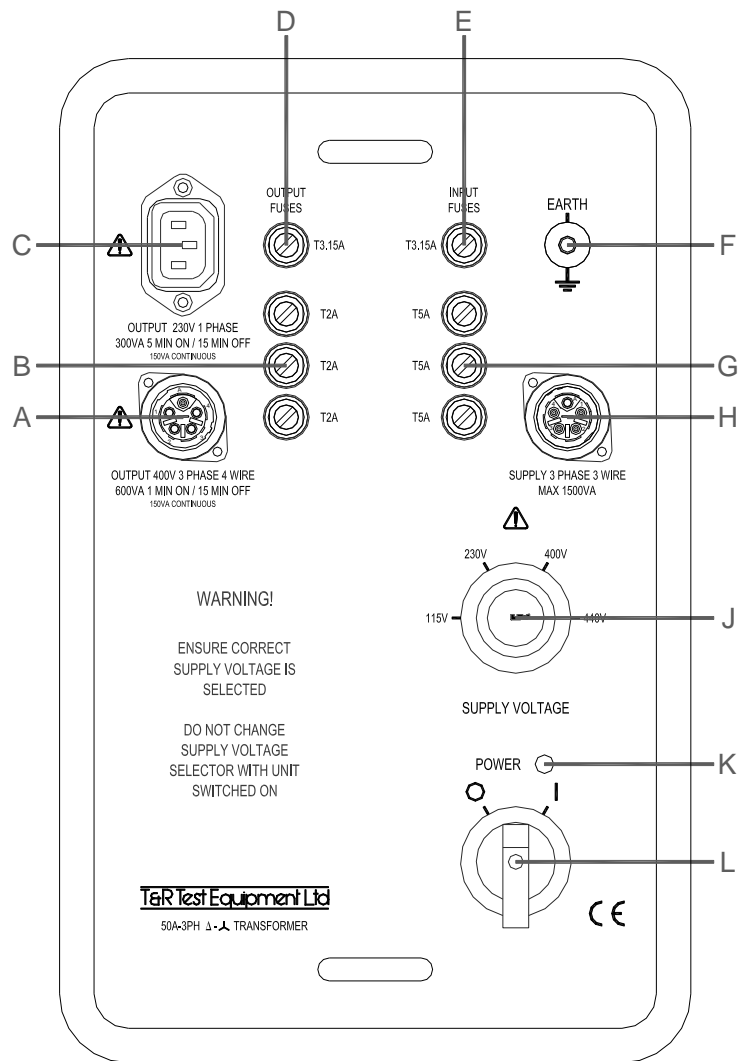 D
E
OUTPUT
FUSES
INPUT
FUSES
EARTH
C
T3.15A
T3.15A
F
OUTPUT 230V 1 PHASE
300VA 5 MIN ON / 15 MIN OFF
150VA CONTINUOUS
T2A
T5A
B
T2A
T5A
G
A
T2A
T5A
H
OUTPUT 400V 3 PHASE 4 WIRE
600VA 1 MIN ON / 15 MIN OFF
150VA CONTINUOUS
SUPPLY 3 PHASE 3 WIRE
MAX 1500VA
230V
400V
115V
J
WARNING!
ENSURE CORRECT
SUPPLY VOLTAGE IS
SELECTED
SUPPLY VOLTAGE
DO NOT CHANGE
SUPPLY VOLTAGE
SELECTOR WITH UNIT
SWITCHED ON
POWER
K
O
I
L
T&R Test Equipment Ltd
50A-3PH Δ-⅄ TRANSFORMER
CE